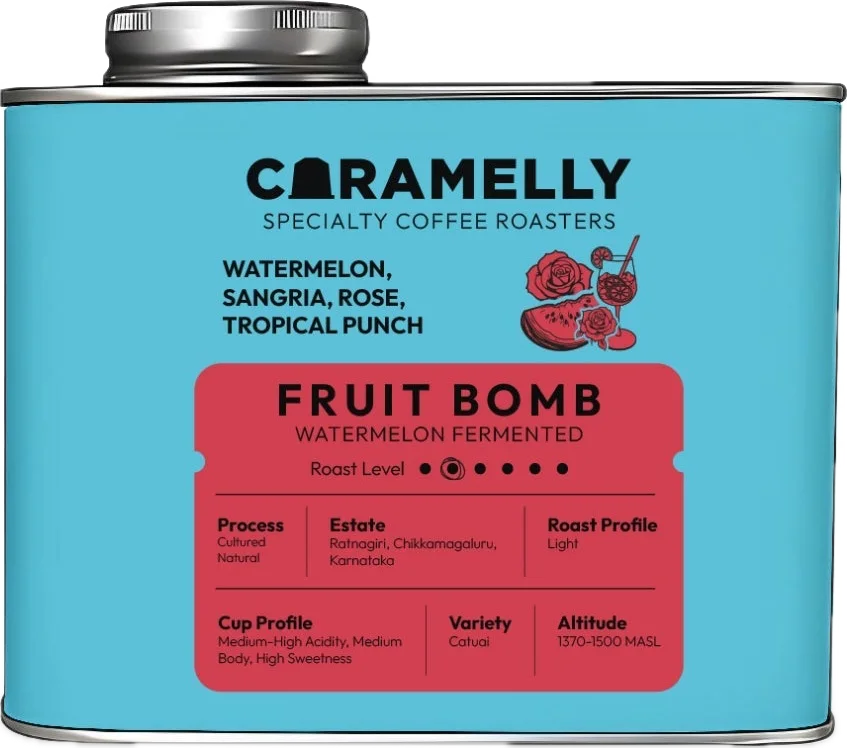 CARAMELLY
SPECIALTY COFFEE ROASTERS
WATERMELON,
SANGRIA, ROSE,
TROPICAL PUNCH
FRUIT BOMB
WATERMELON FERMENTED
Roast Level
Process
Cultured
Natural
Estate
Ratnagiri, Chikkamagaluru,
Karnataka
Roast Profile
Light
Cup Profile
Medium-High Acidity, Medium
Body, High Sweetness
Variety
Catuai
Altitude
1370-1500 MASL